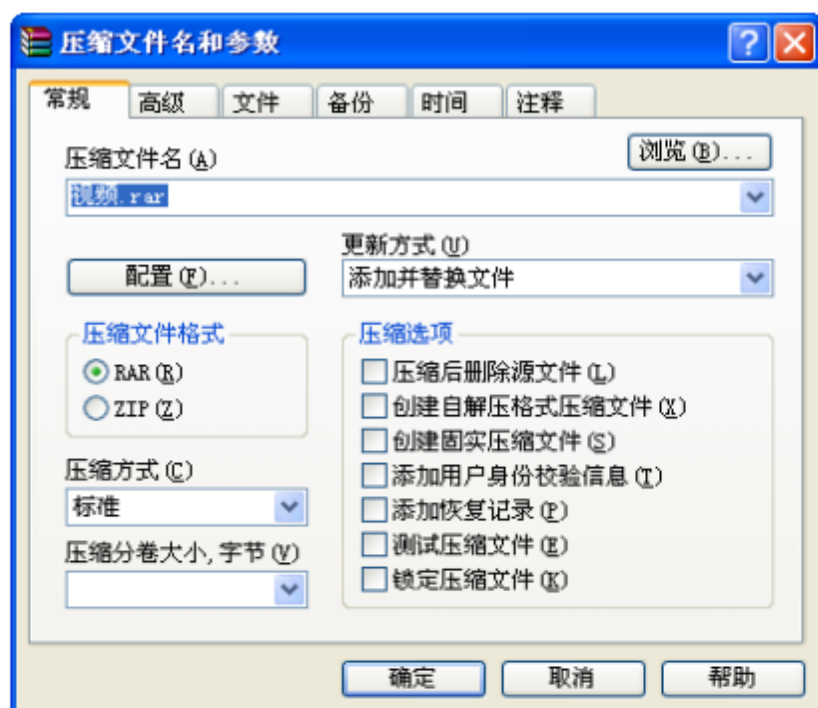 压缩文件名和参数
常规 高级 文件 备份 时间 注释
压缩文件名(A) 浏览(B)...
视频.rar
更新方式(U)
配置(F)... 添加并替换文件
压缩文件格式 压缩选项
RAR(R) 压缩后删除源文件(L)
ZIP(Z) 创建自解压格式压缩文件(X)
创建固实压缩文件(S)
压缩方式(C) 添加用户身份校验信息(T)
标准 添加恢复记录(P)
压缩分卷大小,字节(V) 测试压缩文件(E)
锁定压缩文件(K)
确定 取消 帮助